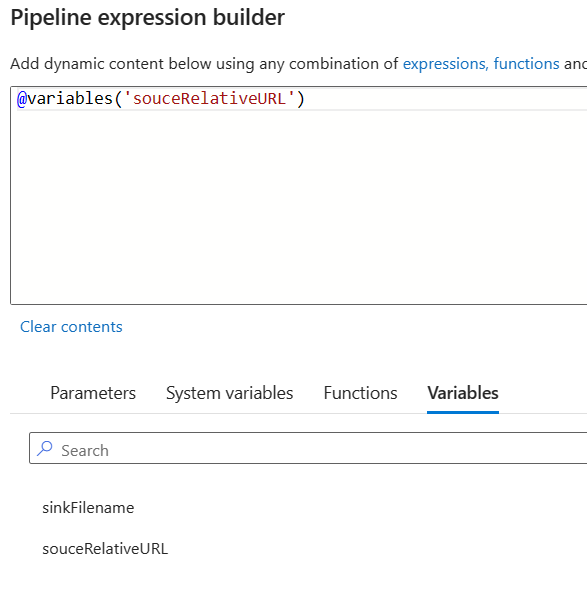 Pipeline expression builder
Add dynamic content below using any combination of expressions, functions and
@variables('souceRelativeURL')
Clear contents
Parameters System variables Functions Variables
Search
sinkFilename
souceRelativeURL